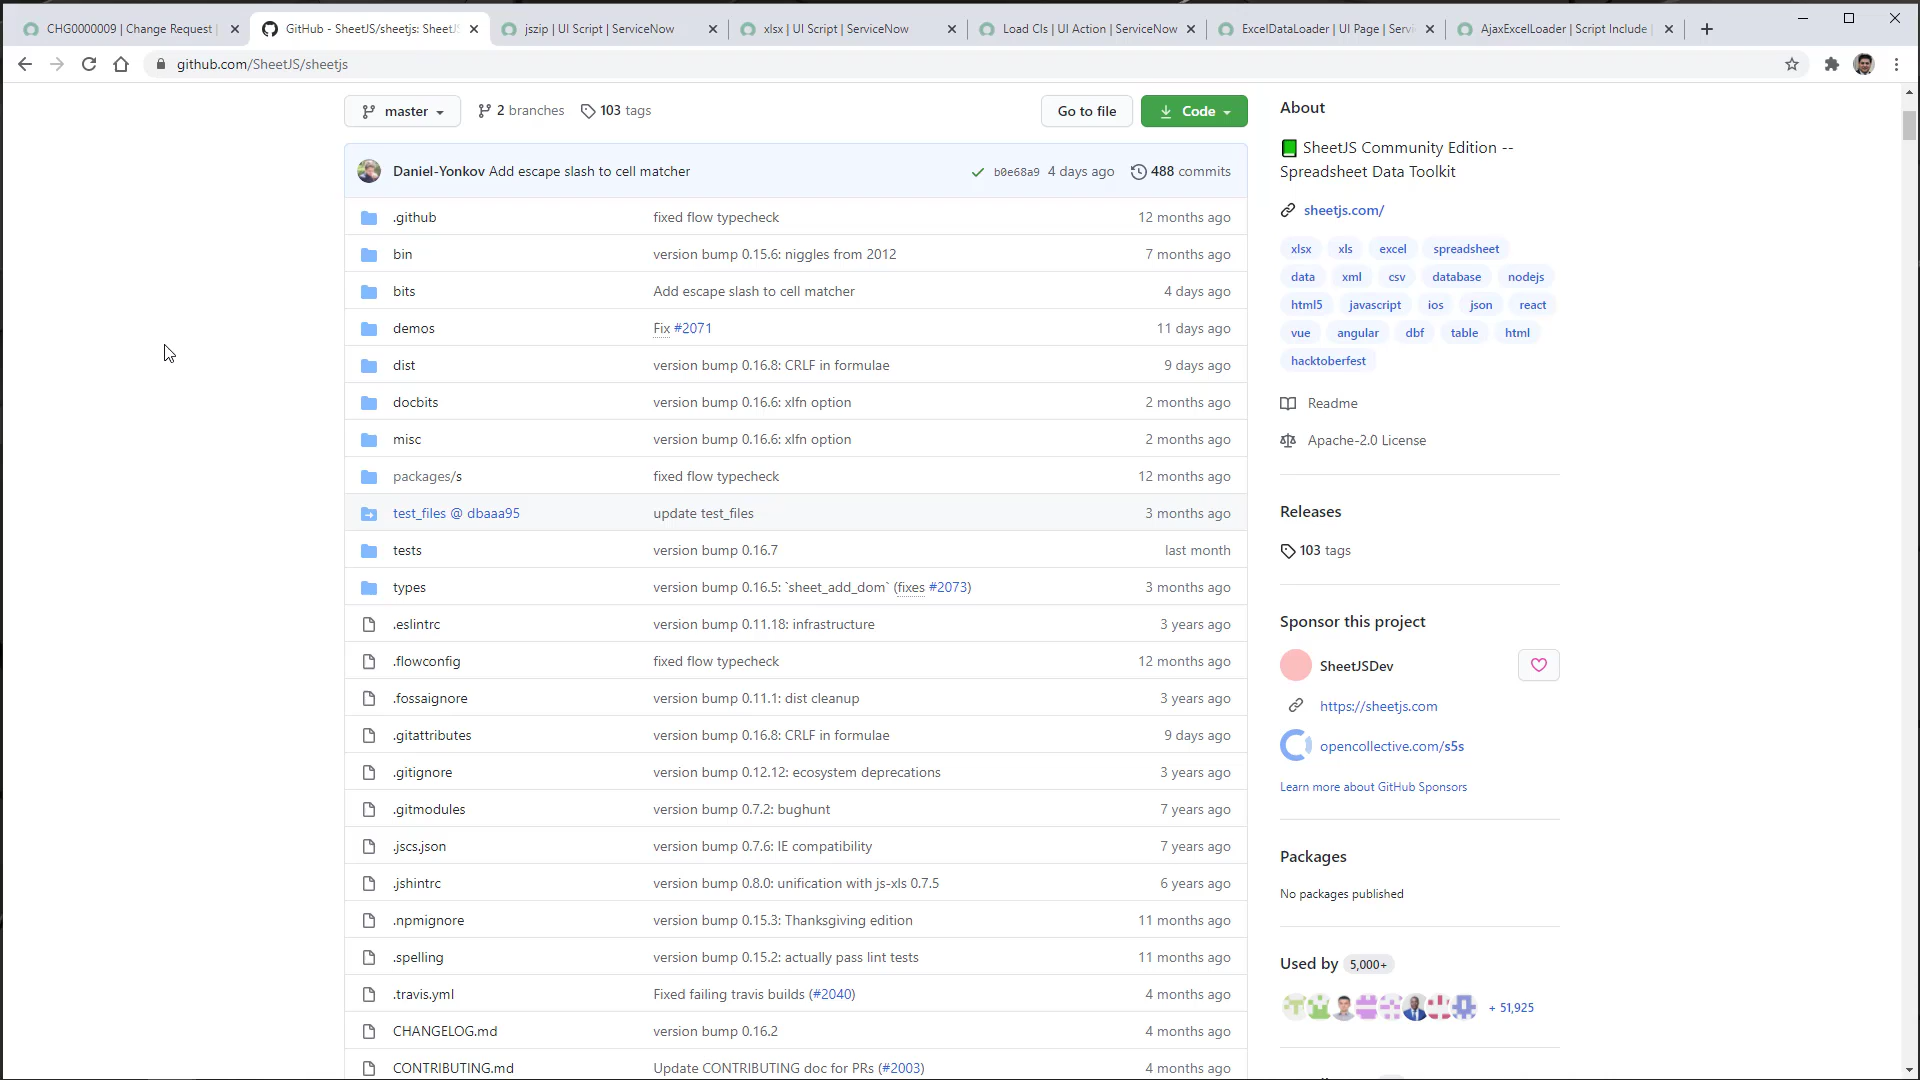 CHG0000009 | Change Request |
GitHub - SheetJS/sheetjs: SheetJS
jszip | UI Script | ServiceNow
xlsx | UI Script | ServiceNow
Load CIs | UI Action | ServiceNow
ExcelDataLoader | UI Page | Servi
AjaxExcelLoader | Script Include |
github.com/SheetJS/sheetjs
master
2 branches
103 tags
Go to file
Code
Daniel-Yonkov Add escape slash to cell matcher
b0e68a9 4 days ago
488 commits
.github fixed flow typecheck 12 months ago
bin version bump 0.15.6: niggles from 2012 7 months ago
bits Add escape slash to cell matcher 4 days ago
demos Fix #2071 11 days ago
dist version bump 0.16.8: CRLF in formulae 9 days ago
docbits version bump 0.16.6: xlfn option 2 months ago
misc version bump 0.16.6: xlfn option 2 months ago
packages/s fixed flow typecheck 12 months ago
test_files @ dbaaa95 update test_files 3 months ago
tests version bump 0.16.7 last month
types version bump 0.16.5: `sheet_add_dom` (fixes #2073) 3 months ago
.eslintrc version bump 0.11.18: infrastructure 3 years ago
.flowconfig fixed flow typecheck 12 months ago
.fossaignore version bump 0.11.1: dist cleanup 3 years ago
.gitattributes version bump 0.16.8: CRLF in formulae 9 days ago
.gitignore version bump 0.12.12: ecosystem deprecations 3 years ago
.gitmodules version bump 0.7.2: bughunt 7 years ago
.jscs.json version bump 0.7.6: IE compatibility 7 years ago
.jshintrc version bump 0.8.0: unification with js-xls 0.7.5 6 years ago
.npmignore version bump 0.15.3: Thanksgiving edition 11 months ago
.spelling version bump 0.15.2: actually pass lint tests 11 months ago
.travis.yml Fixed failing travis builds (#2040) 4 months ago
CHANGELOG.md version bump 0.16.2 4 months ago
CONTRIBUTING.md Update CONTRIBUTING doc for PRs (#2003) 4 months ago
About
SheetJS Community Edition --
Spreadsheet Data Toolkit
sheetjs.com/
xlsx xls excel spreadsheet
data xml csv database nodejs
html5 javascript ios json react
vue angular dbf table html
hacktoberfest
Readme
Apache-2.0 License
Releases
103 tags
Sponsor this project
SheetJSDev
https://sheetjs.com
opencollective.com/s5s
Learn more about GitHub Sponsors
Packages
No packages published
Used by 5,000+
+ 51,925